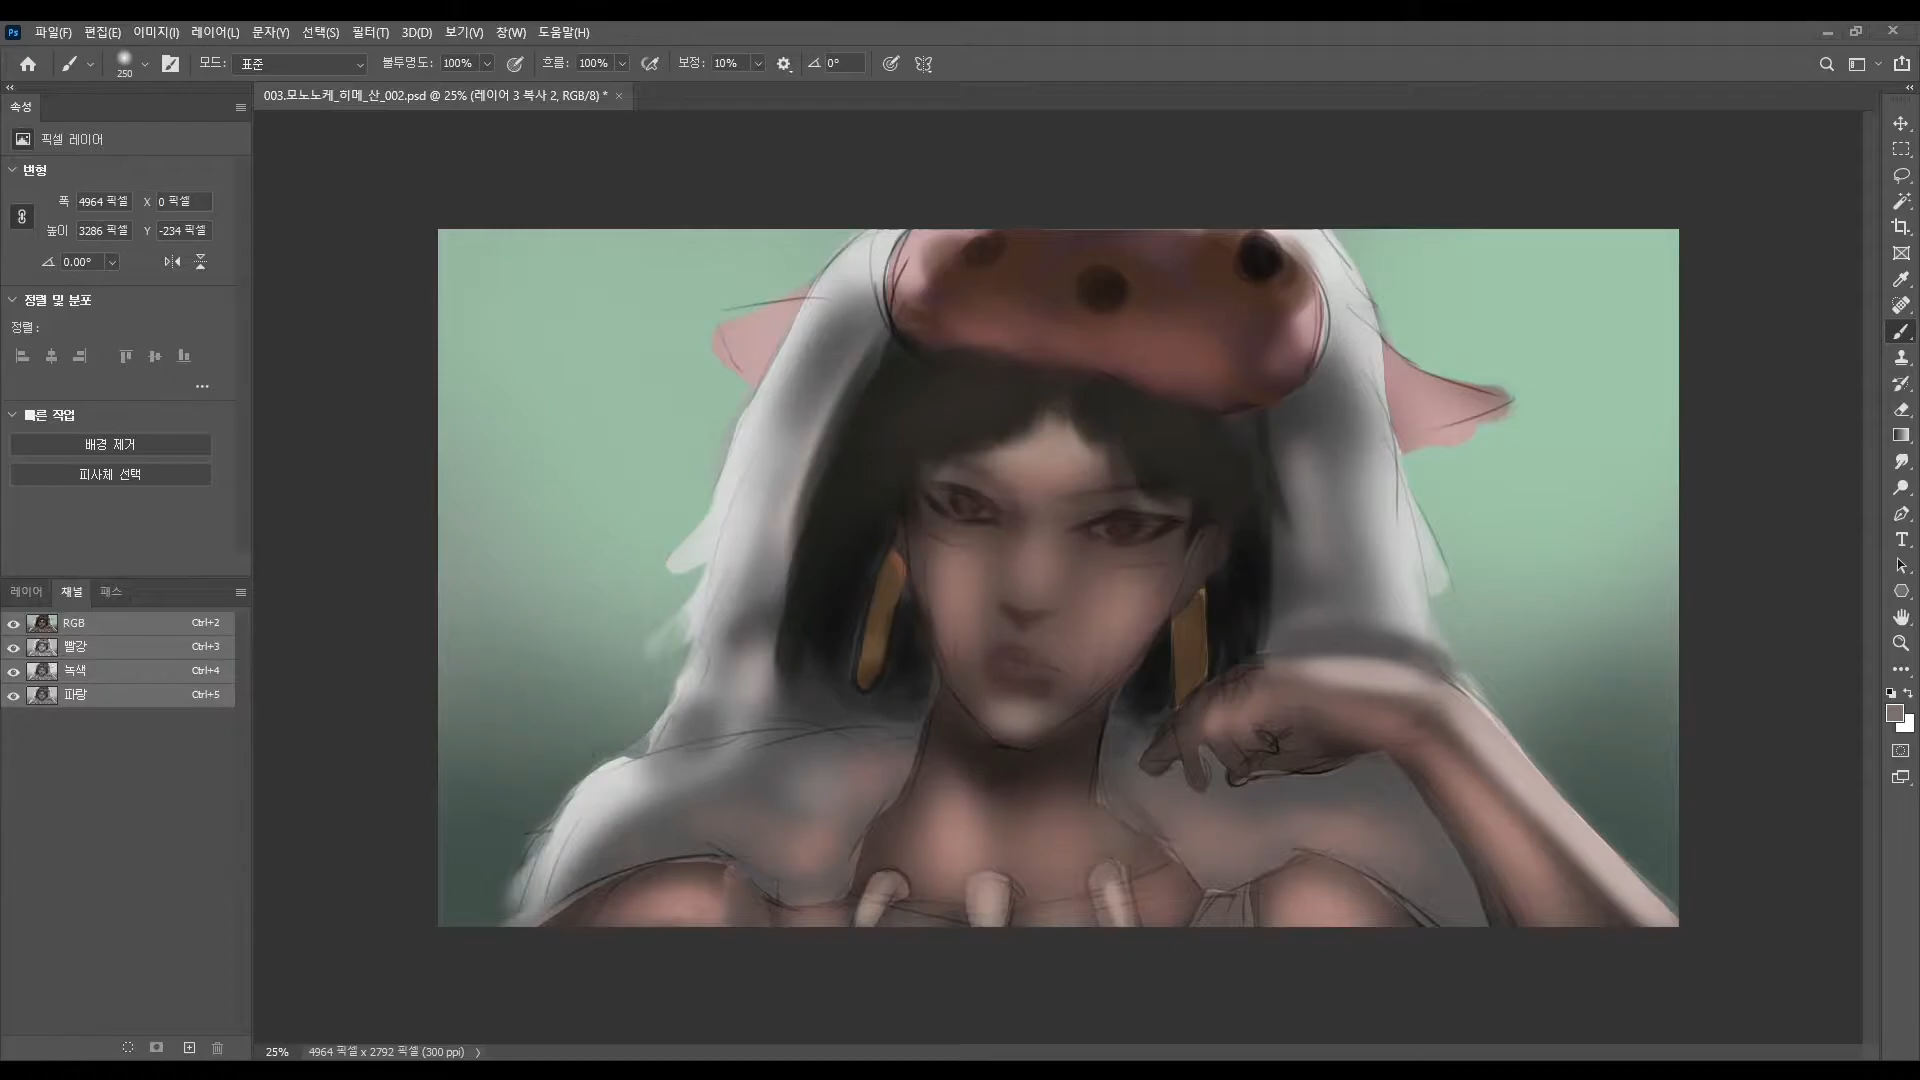 Ps 파일(F) 편집(E) 이미지(I) 레이어(L) 문자(Y) 선택(S) 필터(T) 3D(D) 보기(V) 창(W) 도움말(H)
250 모드: 표준 불투명도: 100% 흐름: 100% 보정: 10% 0°
003.모노노케_히메_산_002.psd @ 25% (레이어 3 복사 2, RGB/8) *
속성
픽셀 레이어
변형
폭 4964 픽셀 X 0 픽셀
높이 3286 픽셀 Y -234 픽셀
0.00°
정렬 및 분포
정렬:
빠른 작업
배경 제거
피사체 선택
레이어 채널 패스
RGB Ctrl+2
빨강 Ctrl+3
녹색 Ctrl+4
파랑 Ctrl+5
25% 4964 픽셀 x 2792 픽셀 (300 ppi)